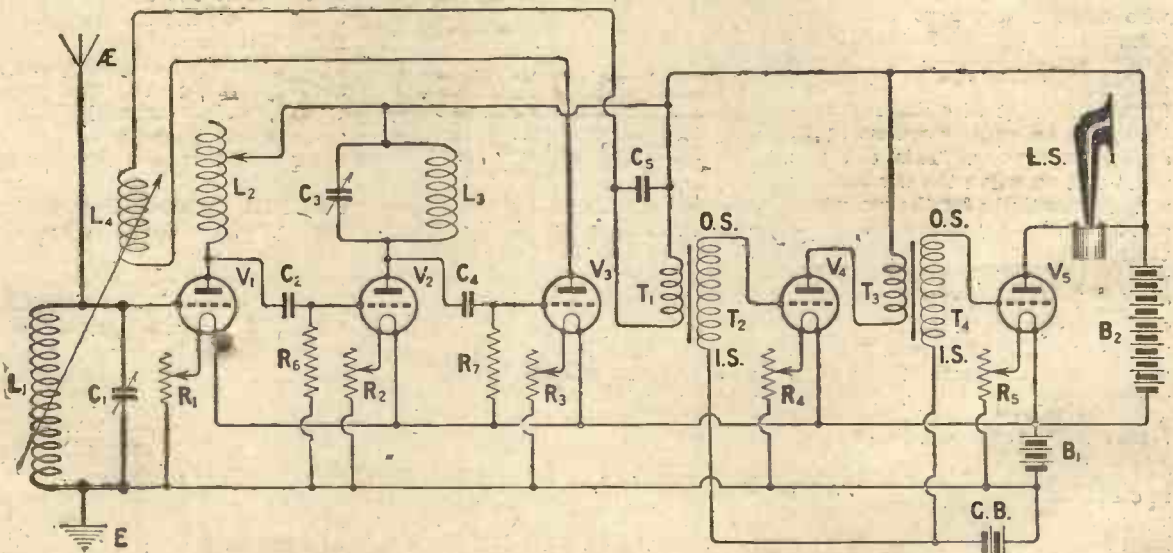 Æ
L.S.
L₂
C₃
L₃
C₅
L₄
O.S.
O.S.
V₁
C₂
V₂
C₄
V₃
T₁
T₂
V₄
T₃
T₄
V₅
B₂
L₁
C₁
R₁
R₆
R₂
R₇
R₃
I.S.
R₄
I.S.
R₅
B₁
G.B.
E